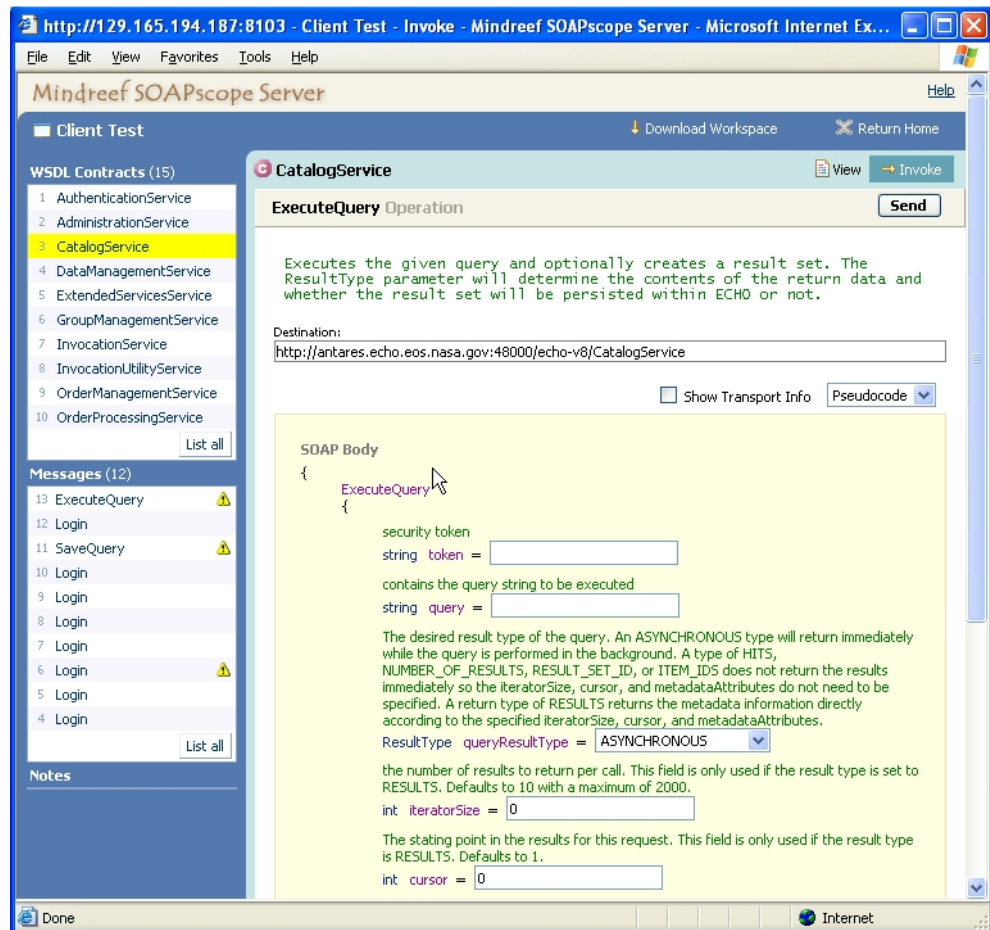 http://129.165.194.187:8103 - Client Test - Invoke - Mindreef SOAPscope Server - Microsoft Internet Ex...
File Edit View Favorites Tools Help
Mindreef SOAPscope Server
Help
Client Test
Download Workspace
Return Home
WSDL Contracts (15)
1 AuthenticationService
2 AdministrationService
3 CatalogService
4 DataManagementService
5 ExtendedServicesService
6 GroupManagementService
7 InvocationService
8 InvocationUtilityService
9 OrderManagementService
10 OrderProcessingService
List all
Messages (12)
13 ExecuteQuery
12 Login
11 SaveQuery
10 Login
9 Login
8 Login
7 Login
6 Login
5 Login
4 Login
List all
Notes
C CatalogService
View
Invoke
ExecuteQuery Operation
Send
Executes the given query and optionally creates a result set. The
ResultType parameter will determine the contents of the return data and
whether the result set will be persisted within ECHO or not.
Destination:
http://antares.echo.eos.nasa.gov:48000/echo-v8/CatalogService
Show Transport Info
Pseudocode
SOAP Body
{
ExecuteQuery
{
security token
string token =
contains the query string to be executed
string query =
The desired result type of the query. An ASYNCHRONOUS type will return immediately
while the query is performed in the background. A type of HITS,
NUMBER_OF_RESULTS, RESULT_SET_ID, or ITEM_IDS does not return the results
immediately so the iteratorSize, cursor, and metadataAttributes do not need to be
specified. A return type of RESULTS returns the metadata information directly
according to the specified iteratorSize, cursor, and metadataAttributes.
ResultType queryResultType = ASYNCHRONOUS
the number of results to return per call. This field is only used if the result type is set to
RESULTS. Defaults to 10 with a maximum of 2000.
int iteratorSize = 0
The stating point in the results for this request. This field is only used if the result type
is RESULTS. Defaults to 1.
int cursor = 0
Done
Internet